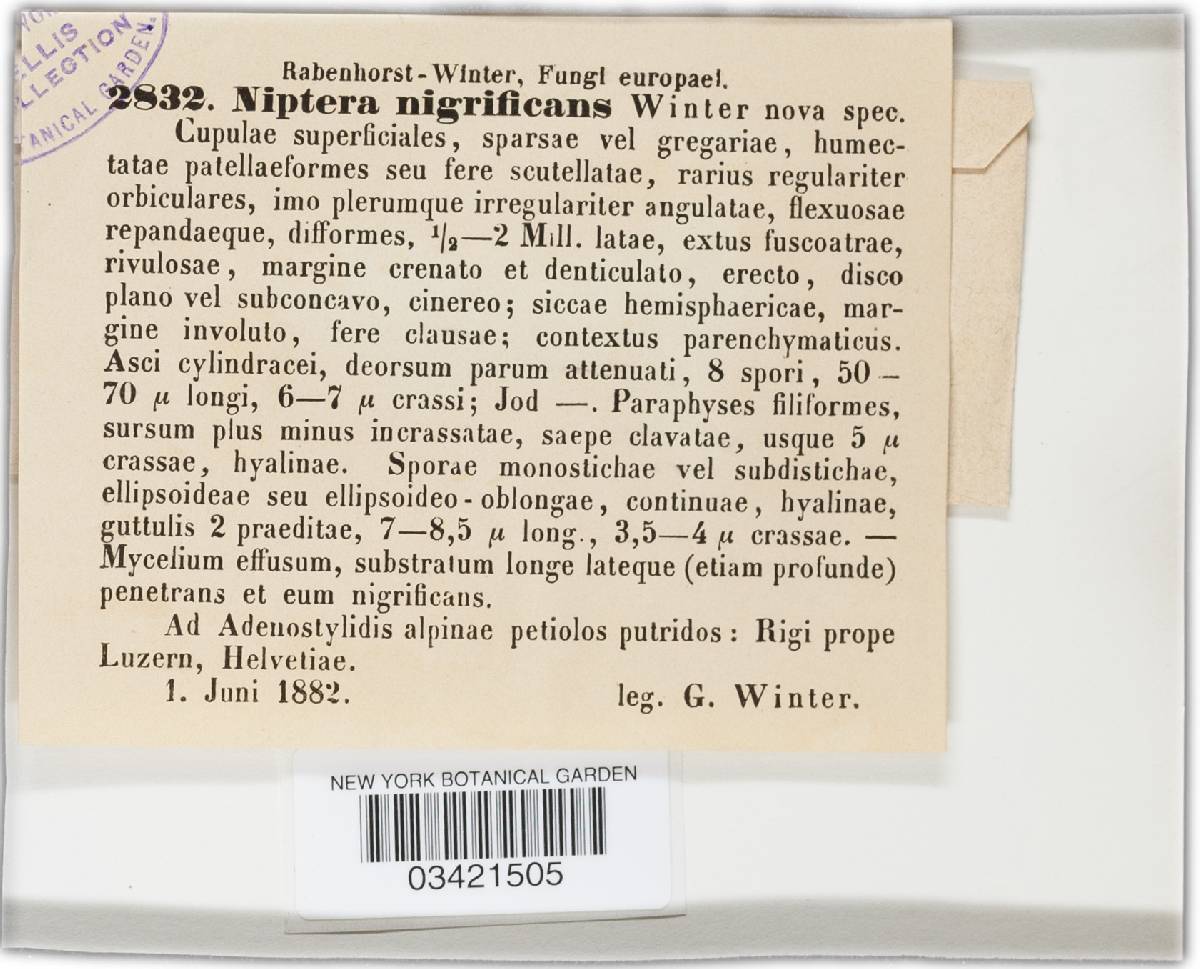 ELLIS
COLLECTION
BOTANICAL GARDEN.
Rabenhorst-Winter, Fungi europaei.
2832. Niptera nigrificans Winter nova spec.
Cupulae superficiales, sparsae vel gregariae, humec-
tatae patellaeformes seu fere scutellatae, rarius regulariter
orbiculares, imo plerumque irregulariter angulatae, flexuosae
repandaeque, difformes, 1/2—2 Mill. latae, extus fuscoatrae,
rivulosae, margine crenato et denticulato, erecto, disco
plano vel subconcavo, cinereo; siccae hemisphaericae, mar-
gine involuto, fere clausae; contextus parenchymaticus.
Asci cylindracei, deorsum parum attenuati, 8 spori, 50—
70 μ longi, 6—7 μ crassi; Jod —. Paraphyses filiformes,
sursum plus minus incrassatae, saepe clavatae, usque 5 μ
crassae, hyalinae. Sporae monostichae vel subdistichae,
ellipsoideae seu ellipsoideo-oblongae, continuae, hyalinae,
guttulis 2 praeditae, 7—8,5 μ long., 3,5—4 μ crassae. —
Mycelium effusum, substratum longe lateque (etiam profunde)
penetrans et eum nigrificans.
Ad Adenostylidis alpinae petiolos putridos: Rigi prope
Luzern, Helvetiae.
1. Juni 1882. leg. G. Winter.
NEW YORK BOTANICAL GARDEN
03421505